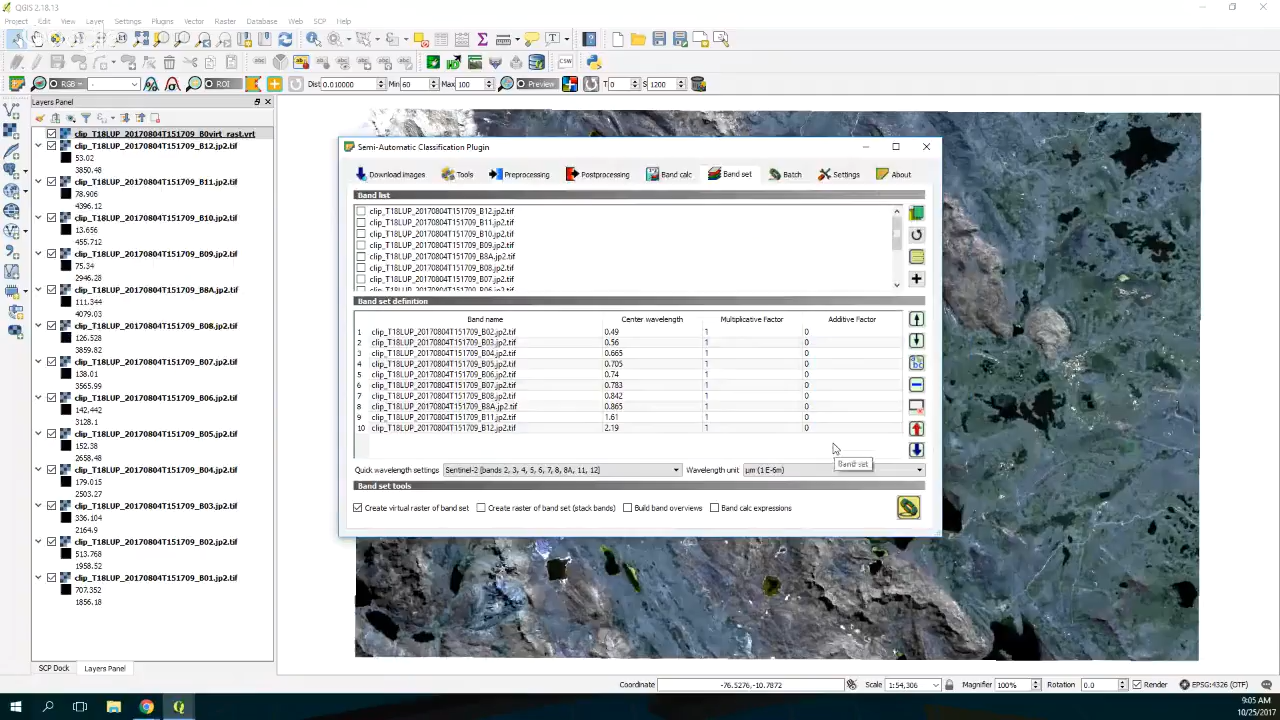 QGIS 2.18.13
Project Edit View Layer Settings Plugins Vector Raster Database Web SCP Help
RGB = - ROI Dist 0.010000 Min 60 Max 100 Preview T 0 S 1200
Layers Panel
clip_T18LUP_20170804T151709_B0virt_rast.vrt
clip_T18LUP_20170804T151709_B12.jp2.tif
53.02
3850.48
clip_T18LUP_20170804T151709_B11.jp2.tif
78.906
4396.12
clip_T18LUP_20170804T151709_B10.jp2.tif
13.656
455.712
clip_T18LUP_20170804T151709_B09.jp2.tif
75.34
2946.28
clip_T18LUP_20170804T151709_B8A.jp2.tif
111.344
4079.03
clip_T18LUP_20170804T151709_B08.jp2.tif
126.528
3859.82
clip_T18LUP_20170804T151709_B07.jp2.tif
138.01
3565.99
clip_T18LUP_20170804T151709_B06.jp2.tif
142.442
3128.1
clip_T18LUP_20170804T151709_B05.jp2.tif
152.38
2658.48
clip_T18LUP_20170804T151709_B04.jp2.tif
179.015
2503.27
clip_T18LUP_20170804T151709_B03.jp2.tif
336.104
2164.9
clip_T18LUP_20170804T151709_B02.jp2.tif
513.768
1958.52
clip_T18LUP_20170804T151709_B01.jp2.tif
707.352
1856.18
SCP Dock Layers Panel
Semi-Automatic Classification Plugin
Download images Tools Preprocessing Postprocessing Band calc Band set Batch Settings About
Band list
clip_T18LUP_20170804T151709_B12.jp2.tif
clip_T18LUP_20170804T151709_B11.jp2.tif
clip_T18LUP_20170804T151709_B10.jp2.tif
clip_T18LUP_20170804T151709_B09.jp2.tif
clip_T18LUP_20170804T151709_B8A.jp2.tif
clip_T18LUP_20170804T151709_B08.jp2.tif
clip_T18LUP_20170804T151709_B07.jp2.tif
clip_T18LUP_20170804T151709_B06.jp2.tif
Band set definition
Band name Center wavelength Multiplicative Factor Additive Factor
1 clip_T18LUP_20170804T151709_B02.jp2.tif 0.49 1 0
2 clip_T18LUP_20170804T151709_B03.jp2.tif 0.56 1 0
3 clip_T18LUP_20170804T151709_B04.jp2.tif 0.665 1 0
4 clip_T18LUP_20170804T151709_B05.jp2.tif 0.705 1 0
5 clip_T18LUP_20170804T151709_B06.jp2.tif 0.74 1 0
6 clip_T18LUP_20170804T151709_B07.jp2.tif 0.783 1 0
7 clip_T18LUP_20170804T151709_B08.jp2.tif 0.842 1 0
8 clip_T18LUP_20170804T151709_B8A.jp2.tif 0.865 1 0
9 clip_T18LUP_20170804T151709_B11.jp2.tif 1.61 1 0
10 clip_T18LUP_20170804T151709_B12.jp2.tif 2.19 1 0
Band set
Quick wavelength settings Sentinel-2 [bands 2, 3, 4, 5, 6, 7, 8, 8A, 11, 12] Wavelength unit µm (1 E-6m)
Band set tools
Create virtual raster of band set Create raster of band set (stack bands) Build band overviews Band calc expressions
Coordinate -76.5276,-10.7872 Scale 1:54,306 Magnifier 100% Rotation 0.0 Render EPSG:4326 (OTF)
9:05 AM
10/25/2017